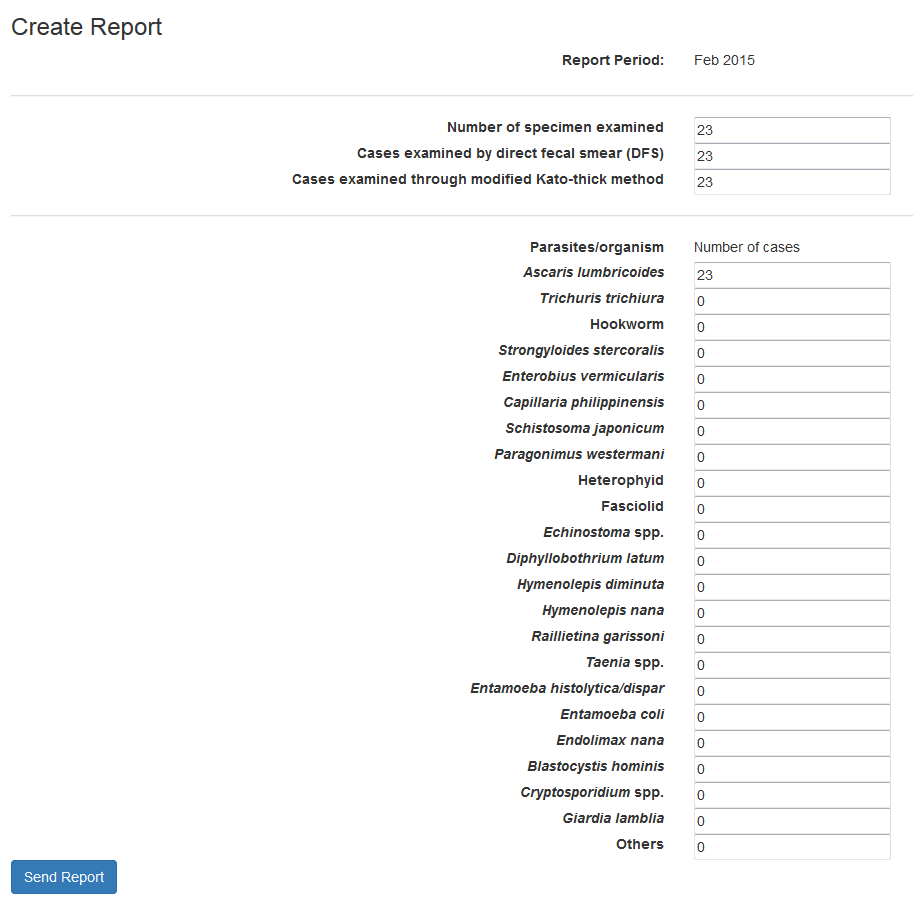 Create Report
Report Period: Feb 2015
Number of specimen examined 23
Cases examined by direct fecal smear (DFS) 23
Cases examined through modified Kato-thick method 23
Parasites/organism Number of cases
Ascaris lumbricoides 23
Trichuris trichiura 0
Hookworm 0
Strongyloides stercoralis 0
Enterobius vermicularis 0
Capillaria philippinensis 0
Schistosoma japonicum 0
Paragonimus westermani 0
Heterophyid 0
Fasciolid 0
Echinostoma spp. 0
Diphyllobothrium latum 0
Hymenolepis diminuta 0
Hymenolepis nana 0
Raillietina garissoni 0
Taenia spp. 0
Entamoeba histolytica/dispar 0
Entamoeba coli 0
Endolimax nana 0
Blastocystis hominis 0
Cryptosporidium spp. 0
Giardia lamblia 0
Others 0
Send Report